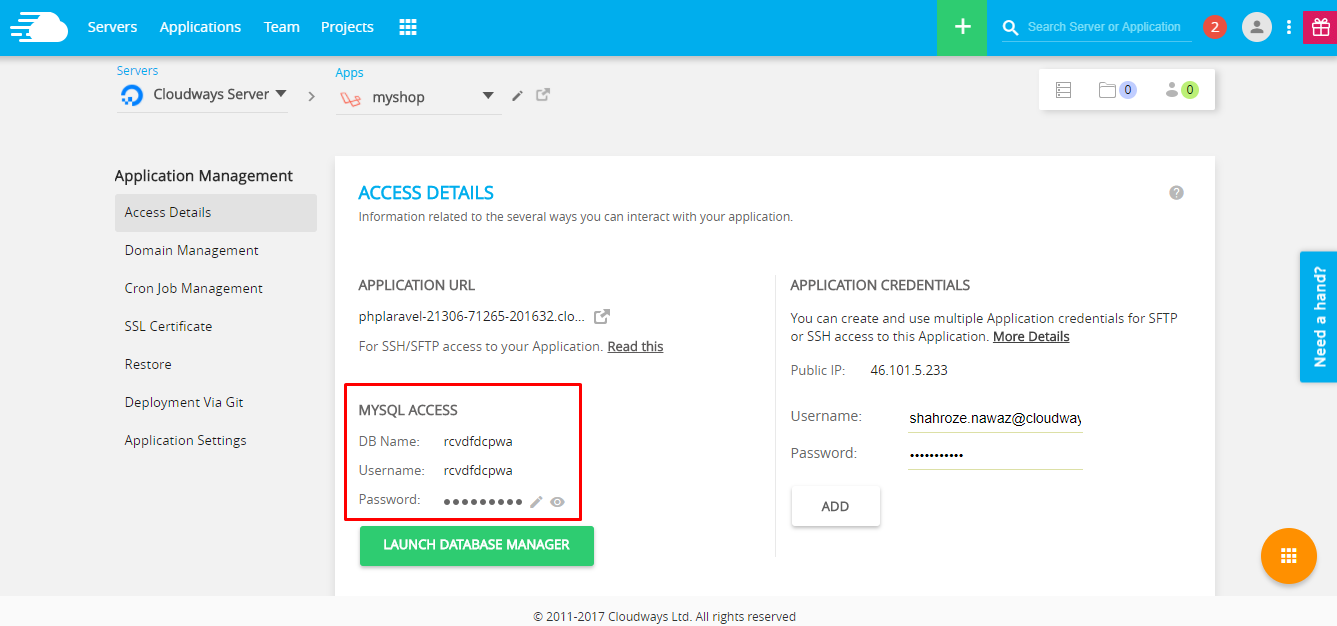 Servers Applications Team Projects
Search Server or Application
2
Servers
Cloudways Server
Apps
myshop
0
0
Application Management
Access Details
Domain Management
Cron Job Management
SSL Certificate
Restore
Deployment Via Git
Application Settings
ACCESS DETAILS
?
Information related to the several ways you can interact with your application.
APPLICATION URL
phplaravel-21306-71265-201632.clo...
For SSH/SFTP access to your Application. Read this
MYSQL ACCESS
DB Name: rcvdfdcpwa
Username: rcvdfdcpwa
Password: •••••••••
LAUNCH DATABASE MANAGER
APPLICATION CREDENTIALS
You can create and use multiple Application credentials for SFTP
or SSH access to this Application. More Details
Public IP: 46.101.5.233
Username: shahroze.nawaz@cloudway
Password: •••••••••••
ADD
Need a hand?
© 2011-2017 Cloudways Ltd. All rights reserved